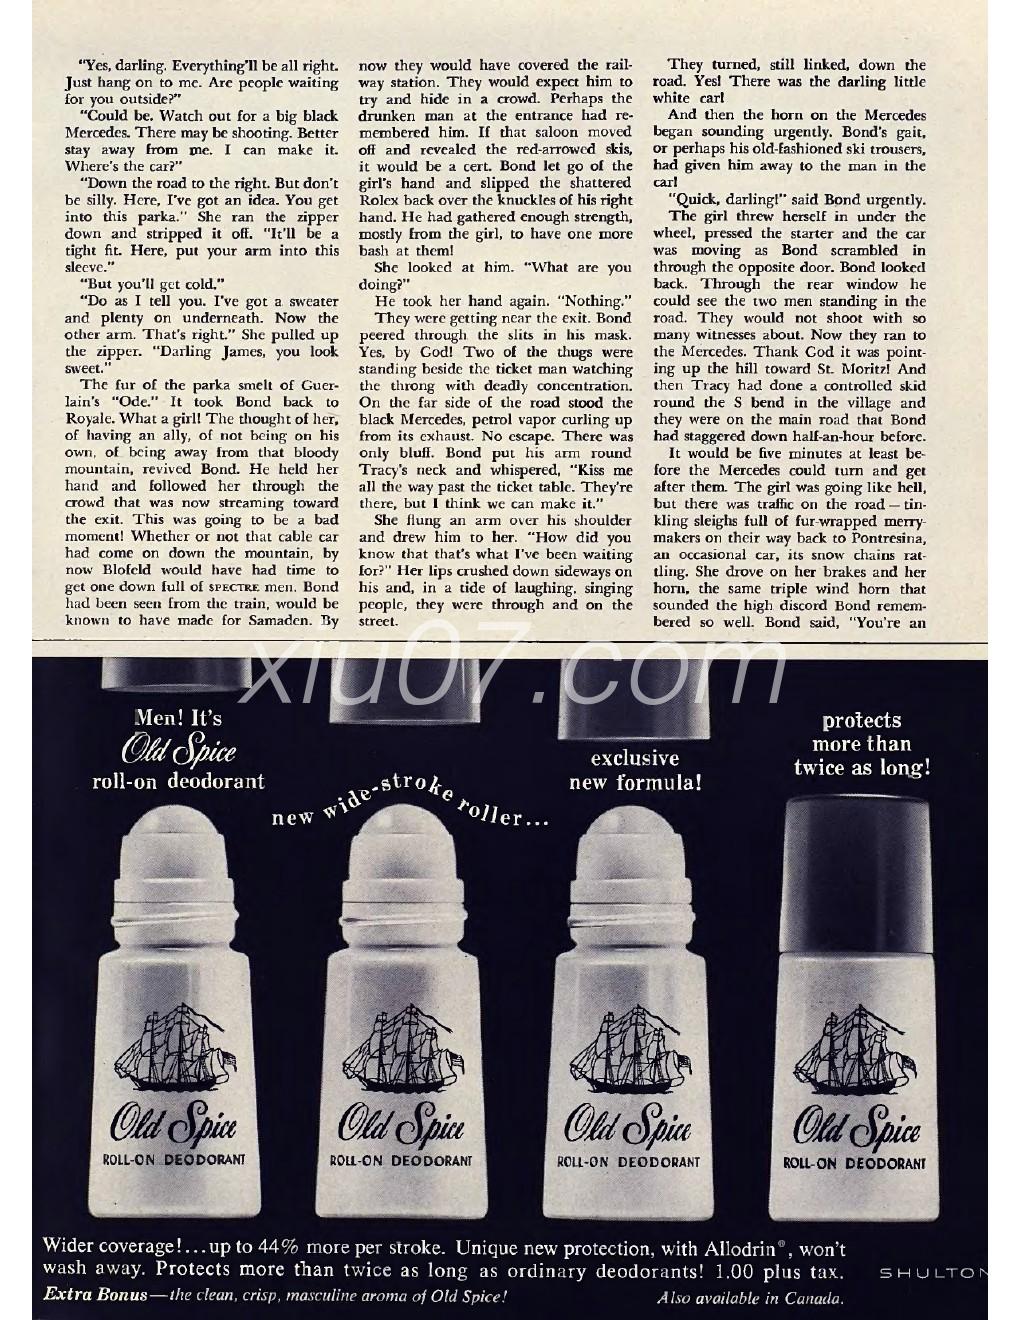 "Yes, darling. Everything'll be all right.
Just hang on to me. Are people waiting
for you outside?"
"Could be. Watch out for a big black
Mercedes. There may be shooting. Better
stay away from me. I can make it.
Where's the car?"
"Down the road to the right. But don't
be silly. Here, I've got an idea. You get
into this parka." She ran the zipper
down and stripped it off. "It'll be a
tight fit. Here, put your arm into this
sleeve."
"But you'll get cold."
"Do as I tell you. I've got a sweater
and plenty on underneath. Now the
other arm. That's right." She pulled up
the zipper. "Darling James, you look
sweet."
The fur of the parka smelt of Guer-
lain's "Ode." It took Bond back to
Royale. What a girl! The thought of her,
of having an ally, of not being on his
own, of being away from that bloody
mountain, revived Bond. He held her
hand and followed her through the
crowd that was now streaming toward
the exit. This was going to be a bad
moment! Whether or not that cable car
had come on down the mountain, by
now Blofeld would have had time to
get one down full of SPECTRE men. Bond
had been seen from the train, would be
known to have made for Samaden. By
now they would have covered the rail-
way station. They would expect him to
try and hide in a crowd. Perhaps the
drunken man at the entrance had re-
membered him. If that saloon moved
off and revealed the red-arrowed skis,
it would be a cert. Bond let go of the
girl's hand and slipped the shattered
Rolex back over the knuckles of his right
hand. He had gathered enough strength,
mostly from the girl, to have one more
bash at them!
She looked at him. "What are you
doing?"
He took her hand again. "Nothing."
They were getting near the exit. Bond
peered through the slits in his mask.
Yes, by God! Two of the thugs were
standing beside the ticket man watching
the throng with deadly concentration.
On the far side of the road stood the
black Mercedes, petrol vapor curling up
from its exhaust. No escape. There was
only bluff. Bond put his arm round
Tracy's neck and whispered, "Kiss me
all the way past the ticket table. They're
there, but I think we can make it."
She flung an arm over his shoulder
and drew him to her. "How did you
know that that's what I've been waiting
for?" Her lips crushed down sideways on
his and, in a tide of laughing, singing
people, they were through and on the
street.
They turned, still linked, down the
road. Yes! There was the darling little
white car!
And then the horn on the Mercedes
began sounding urgently. Bond's gait,
or perhaps his old-fashioned ski trousers,
had given him away to the man in the
car!
"Quick, darling!" said Bond urgently.
The girl threw herself in under the
wheel, pressed the starter and the car
was moving as Bond scrambled in
through the opposite door. Bond looked
back. Through the rear window he
could see the two men standing in the
road. They would not shoot with so
many witnesses about. Now they ran to
the Mercedes. Thank God it was point-
ing up the hill toward St. Moritz! And
then Tracy had done a controlled skid
round the S bend in the village and
they were on the main road that Bond
had staggered down half-an-hour before.
It would be five minutes at least be-
fore the Mercedes could turn and get
after them. The girl was going like hell,
but there was traffic on the road — tin-
kling sleighs full of fur-wrapped merry-
makers on their way back to Pontresina,
an occasional car, its snow chains rat-
tling. She drove on her brakes and her
horn, the same triple wind horn that
sounded the high discord Bond remem-
bered so well. Bond said, "You're an
xiu07.com
Men! It's
Old Spice
roll-on deodorant
new wide-stroke roller...
exclusive
new formula!
protects
more than
twice as long!
Old Spice
ROLL-ON DEODORANT
Old Spice
ROLL-ON DEODORANT
Old Spice
ROLL-ON DEODORANT
Old Spice
ROLL-ON DEODORANT
Wider coverage!...up to 44% more per stroke. Unique new protection, with Allodrin®, won't
wash away. Protects more than twice as long as ordinary deodorants! 1.00 plus tax.
SHULTON
Extra Bonus—the clean, crisp, masculine aroma of Old Spice!
Also available in Canada.